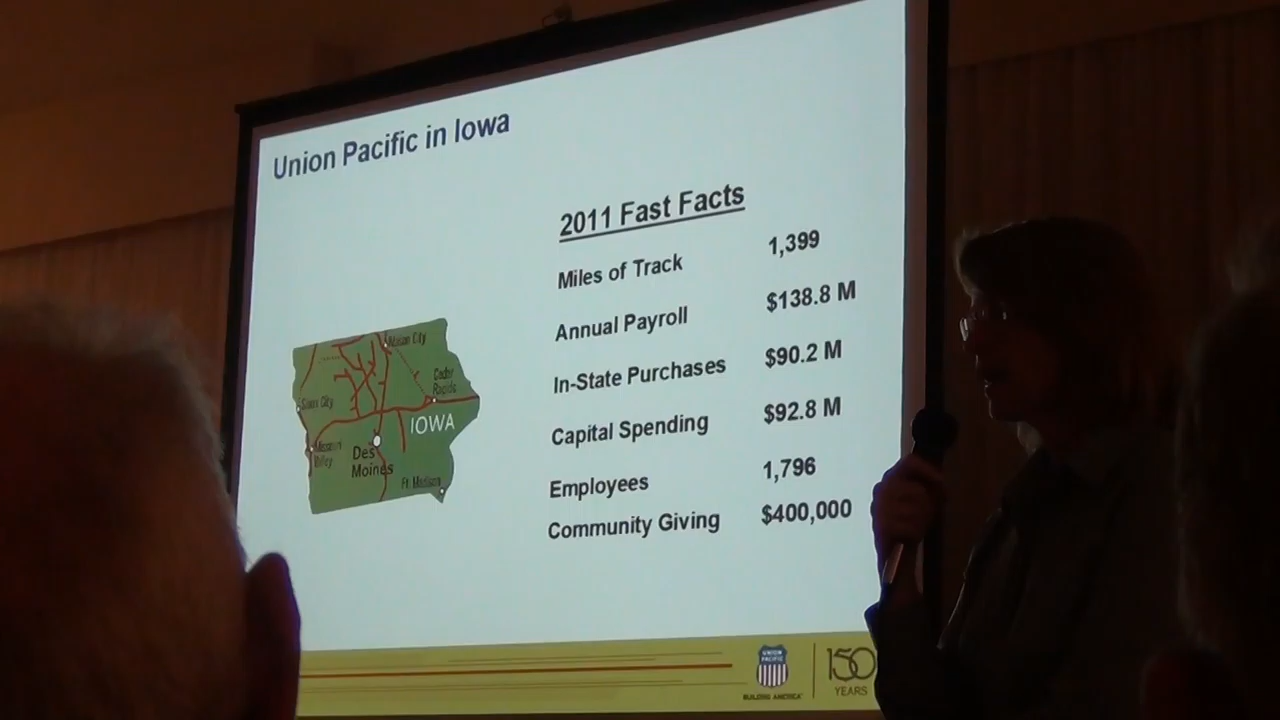 Union Pacific in Iowa
2011 Fast Facts
Miles of Track 1,399
Annual Payroll $138.8 M
In-State Purchases $90.2 M
Capital Spending $92.8 M
Employees 1,796
Community Giving $400,000
Mason City
Cedar
Rapids
Sioux City
IOWA
Missouri
Valley
Des
Moines
Ft. Madison
UNION
PACIFIC
BUILDING AMERICA
150
YEARS